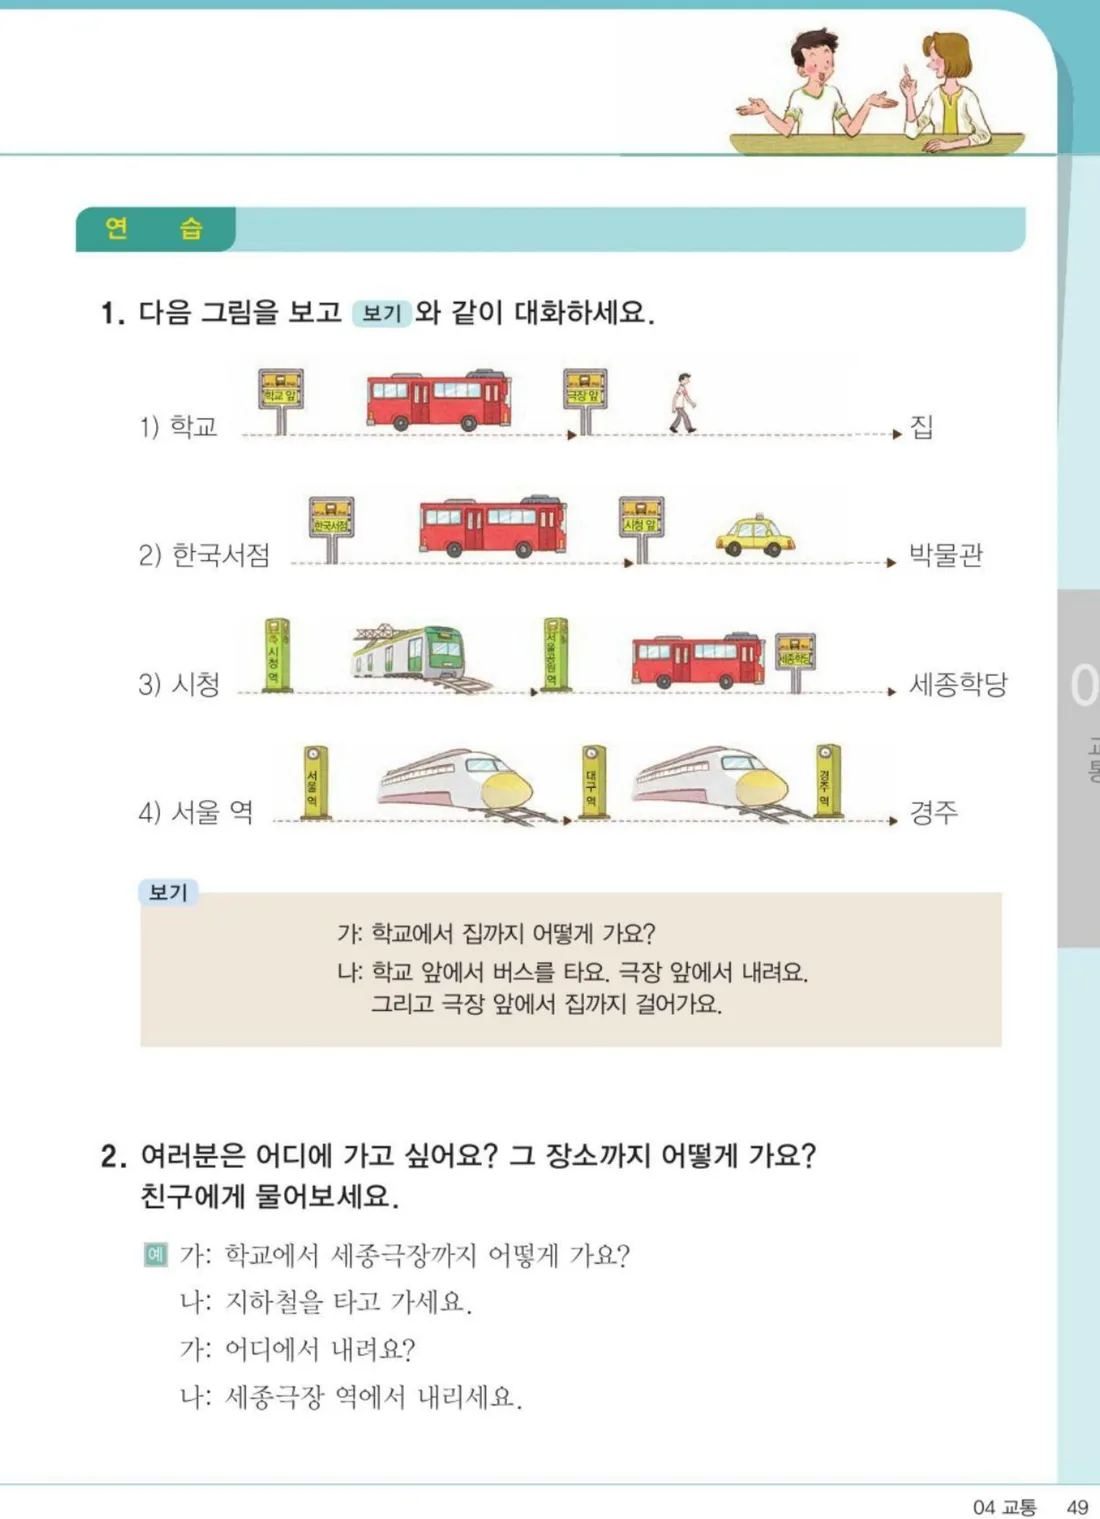 연 습
1. 다음 그림을 보고 보기 와 같이 대화하세요.
학교 앞
극장 앞
1) 학교
집
한국서점
시청 앞
2) 한국서점
박물관
시청 역
서울공원 역
세종학당
3) 시청
세종학당
서울 역
대구 역
경주 역
4) 서울 역
경주
보기
가: 학교에서 집까지 어떻게 가요?
나: 학교 앞에서 버스를 타요. 극장 앞에서 내려요.
그리고 극장 앞에서 집까지 걸어가요.
2. 여러분은 어디에 가고 싶어요? 그 장소까지 어떻게 가요?
친구에게 물어보세요.
예 가: 학교에서 세종극장까지 어떻게 가요?
나: 지하철을 타고 가세요.
가: 어디에서 내려요?
나: 세종극장 역에서 내리세요.
0
교통
04 교통 49